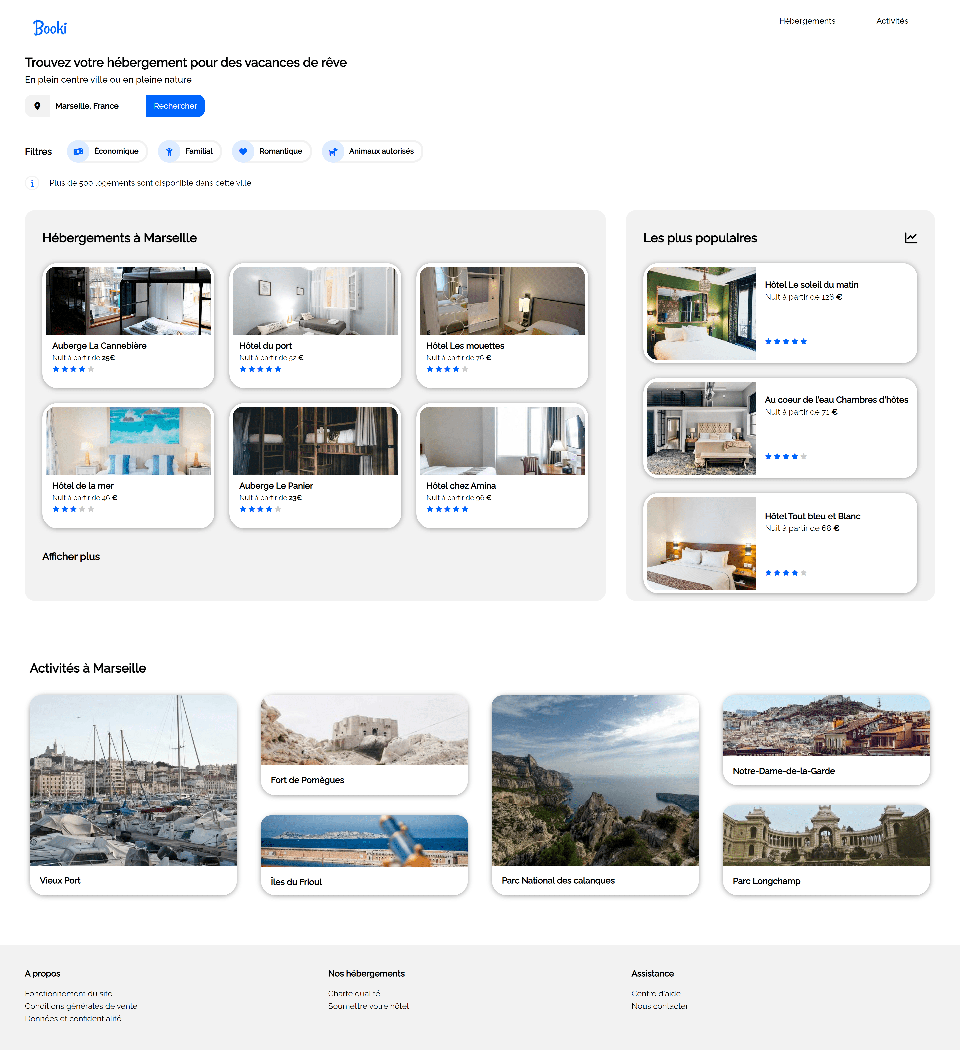 Booki
Hébergements
Activités
Trouvez votre hébergement pour des vacances de rêve
En plein centre ville ou en pleine nature
Marseille, France
Rechercher
Filtres
Économique
Familial
Romantique
Animaux autorisés
Plus de 500 logements sont disponible dans cette ville
Hébergements à Marseille
Auberge La Cannebière
Nuit à partir de 25€
Hôtel du port
Nuit à partir de 52 €
Hôtel Les mouettes
Nuit à partir de 76 €
Hôtel de la mer
Nuit à partir de 46 €
Auberge Le Panier
Nuit à partir de 23€
Hôtel chez Amina
Nuit à partir de 96 €
Afficher plus
Les plus populaires
Hôtel Le soleil du matin
Nuit à partir de 128 €
Au coeur de l'eau Chambres d'hôtes
Nuit à partir de 71 €
Hôtel Tout bleu et Blanc
Nuit à partir de 68 €
Activités à Marseille
Vieux Port
Fort de Pomègues
Îles du Frioul
Parc National des calanques
Notre-Dame-de-la-Garde
Parc Longchamp
A propos
Fonctionnement du site
Conditions générales de vente
Données et confidentialité
Nos hébergements
Charte qualité
Soumettre votre hôtel
Assistance
Centre d'aide
Nous contacter